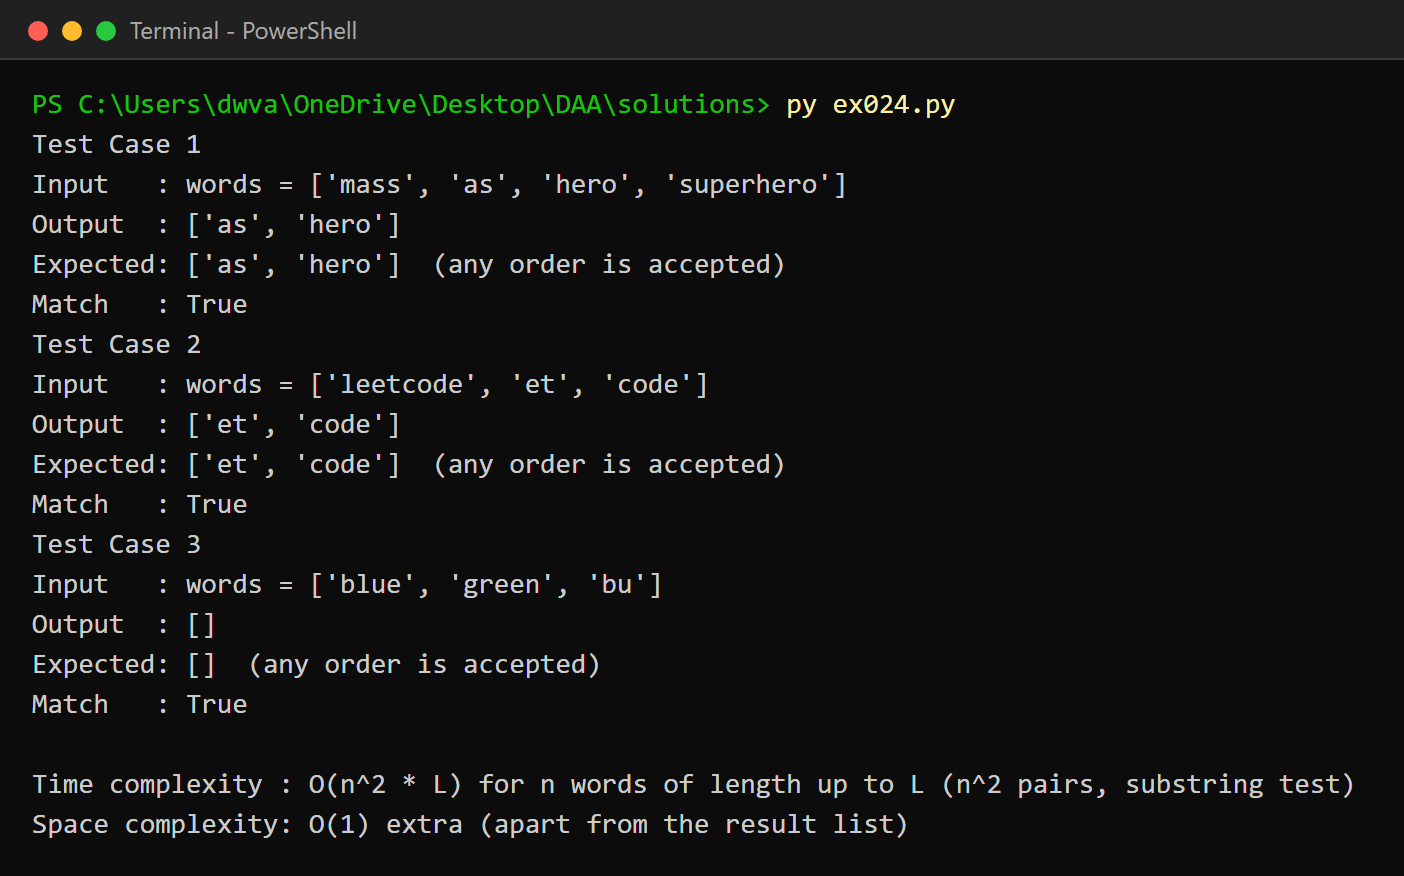 Terminal - PowerShell
PS C:\Users\dwva\OneDrive\Desktop\DAA\solutions> py ex024.py
Test Case 1
Input   : words = ['mass', 'as', 'hero', 'superhero']
Output  : ['as', 'hero']
Expected: ['as', 'hero']  (any order is accepted)
Match   : True
Test Case 2
Input   : words = ['leetcode', 'et', 'code']
Output  : ['et', 'code']
Expected: ['et', 'code']  (any order is accepted)
Match   : True
Test Case 3
Input   : words = ['blue', 'green', 'bu']
Output  : []
Expected: []  (any order is accepted)
Match   : True
Time complexity : O(n^2 * L) for n words of length up to L (n^2 pairs, substring test)
Space complexity: O(1) extra (apart from the result list)